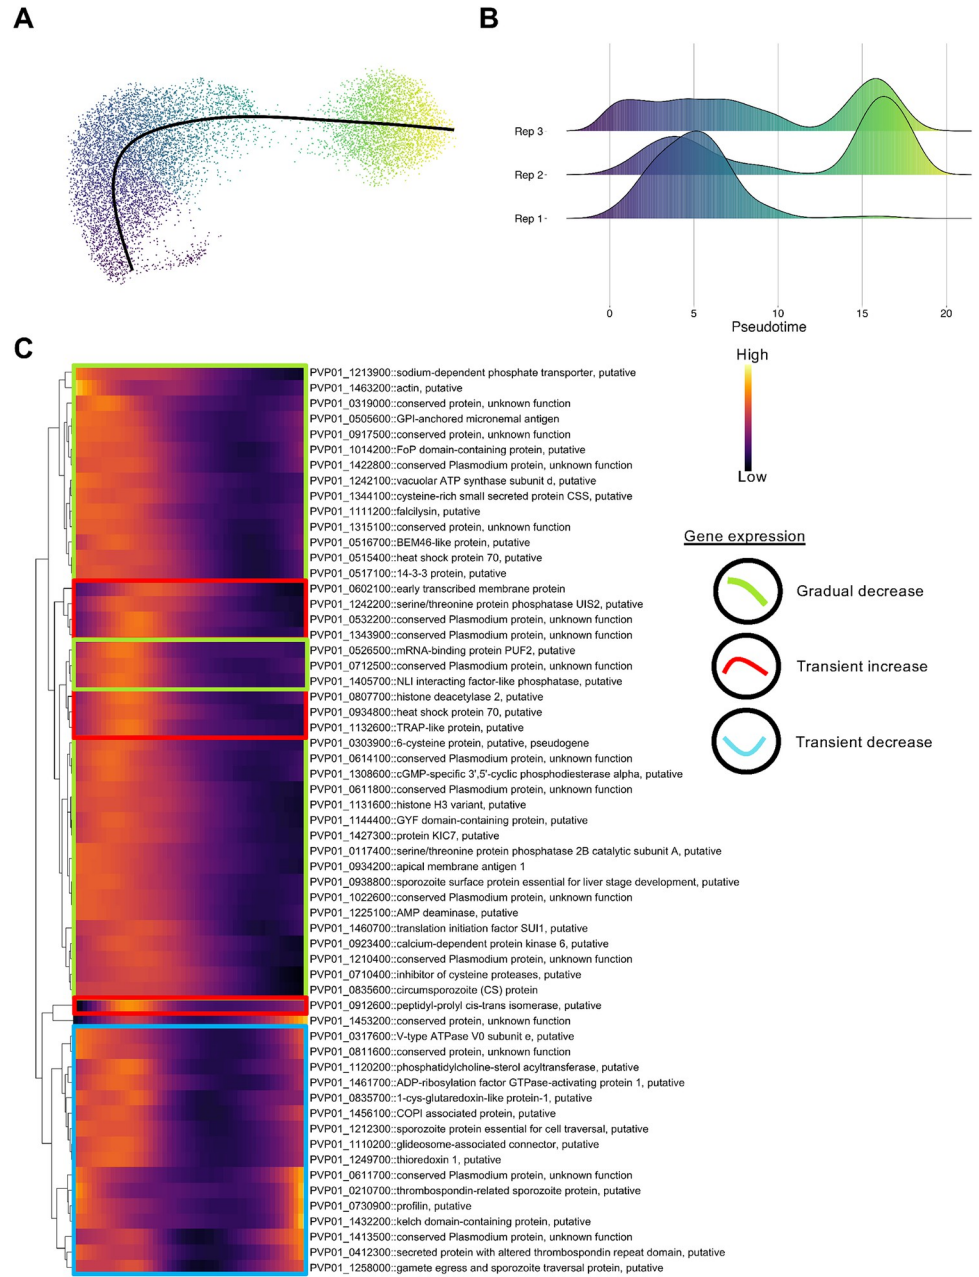 A
B
Rep 3
Rep 2
Rep 1
0 5 10 15 20
Pseudotime
C
High
Low
Gene expression
Gradual decrease
Transient increase
Transient decrease
PVP01_1213900::sodium-dependent phosphate transporter, putative
PVP01_1463200::actin, putative
PVP01_0319000::conserved protein, unknown function
PVP01_0505600::GPI-anchored micronemal antigen
PVP01_0917500::conserved protein, unknown function
PVP01_1014200::FoP domain-containing protein, putative
PVP01_1422800::conserved Plasmodium protein, unknown function
PVP01_1242100::vacuolar ATP synthase subunit d, putative
PVP01_1344100::cysteine-rich small secreted protein CSS, putative
PVP01_1111200::falcilysin, putative
PVP01_1315100::conserved protein, unknown function
PVP01_0516700::BEM46-like protein, putative
PVP01_0515400::heat shock protein 70, putative
PVP01_0517100::14-3-3 protein, putative
PVP01_0602100::early transcribed membrane protein
PVP01_1242200::serine/threonine protein phosphatase UIS2, putative
PVP01_0532200::conserved Plasmodium protein, unknown function
PVP01_1343900::conserved Plasmodium protein, unknown function
PVP01_0526500::mRNA-binding protein PUF2, putative
PVP01_0712500::conserved Plasmodium protein, unknown function
PVP01_1405700::NLI interacting factor-like phosphatase, putative
PVP01_0807700::histone deacetylase 2, putative
PVP01_0934800::heat shock protein 70, putative
PVP01_1132600::TRAP-like protein, putative
PVP01_0303900::6-cysteine protein, putative, pseudogene
PVP01_0614100::conserved Plasmodium protein, unknown function
PVP01_1308600::cGMP-specific 3',5'-cyclic phosphodiesterase alpha, putative
PVP01_0611800::conserved Plasmodium protein, unknown function
PVP01_1131600::histone H3 variant, putative
PVP01_1144400::GYF domain-containing protein, putative
PVP01_1427300::protein KIC7, putative
PVP01_0117400::serine/threonine protein phosphatase 2B catalytic subunit A, putative
PVP01_0934200::apical membrane antigen 1
PVP01_0938800::sporozoite surface protein essential for liver stage development, putative
PVP01_1022600::conserved Plasmodium protein, unknown function
PVP01_1225100::AMP deaminase, putative
PVP01_1460700::translation initiation factor SUI1, putative
PVP01_0923400::calcium-dependent protein kinase 6, putative
PVP01_1210400::conserved Plasmodium protein, unknown function
PVP01_0710400::inhibitor of cysteine proteases, putative
PVP01_0835600::circumsporozoite (CS) protein
PVP01_0912600::peptidyl-prolyl cis-trans isomerase, putative
PVP01_1453200::conserved protein, unknown function
PVP01_0317600::V-type ATPase V0 subunit e, putative
PVP01_0811600::conserved protein, unknown function
PVP01_1120200::phosphatidylcholine-sterol acyltransferase, putative
PVP01_1461700::ADP-ribosylation factor GTPase-activating protein 1, putative
PVP01_0835700::1-cys-glutaredoxin-like protein-1, putative
PVP01_1456100::COPI associated protein, putative
PVP01_1212300::sporozoite protein essential for cell traversal, putative
PVP01_1110200::glideosome-associated connector, putative
PVP01_1249700::thioredoxin 1, putative
PVP01_0611700::conserved Plasmodium protein, unknown function
PVP01_0210700::thrombospondin-related sporozoite protein, putative
PVP01_0730900::profilin, putative
PVP01_1432200::kelch domain-containing protein, putative
PVP01_1413500::conserved Plasmodium protein, unknown function
PVP01_0412300::secreted protein with altered thrombospondin repeat domain, putative
PVP01_1258000::gamete egress and sporozoite traversal protein, putative